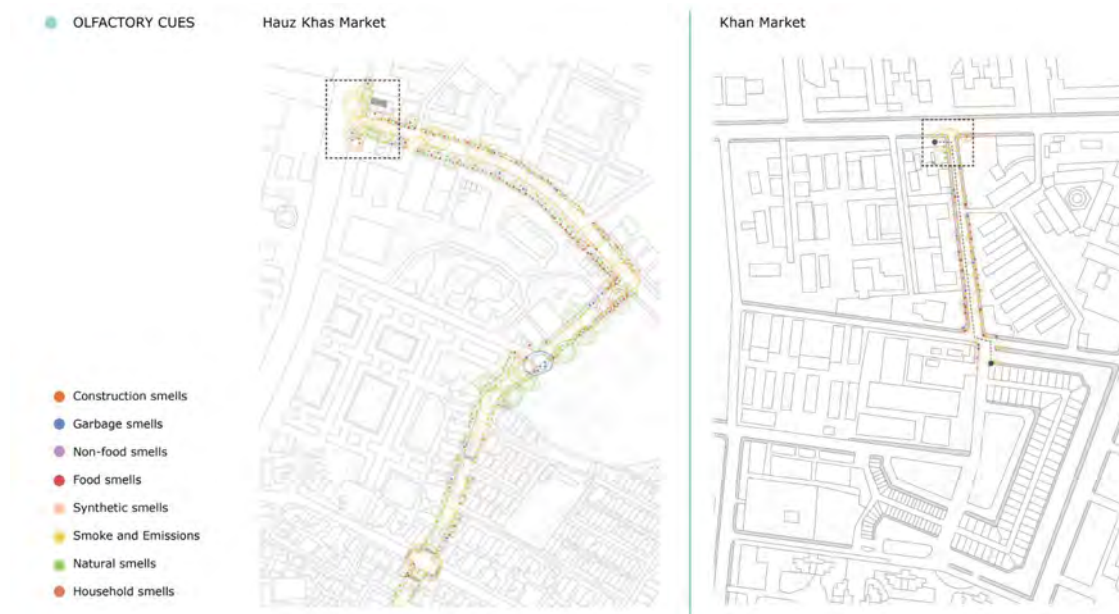 OLFACTORY CUES
Hauz Khas Market
Khan Market
Construction smells
Garbage smells
Non-food smells
Food smells
Synthetic smells
Smoke and Emissions
Natural smells
Household smells